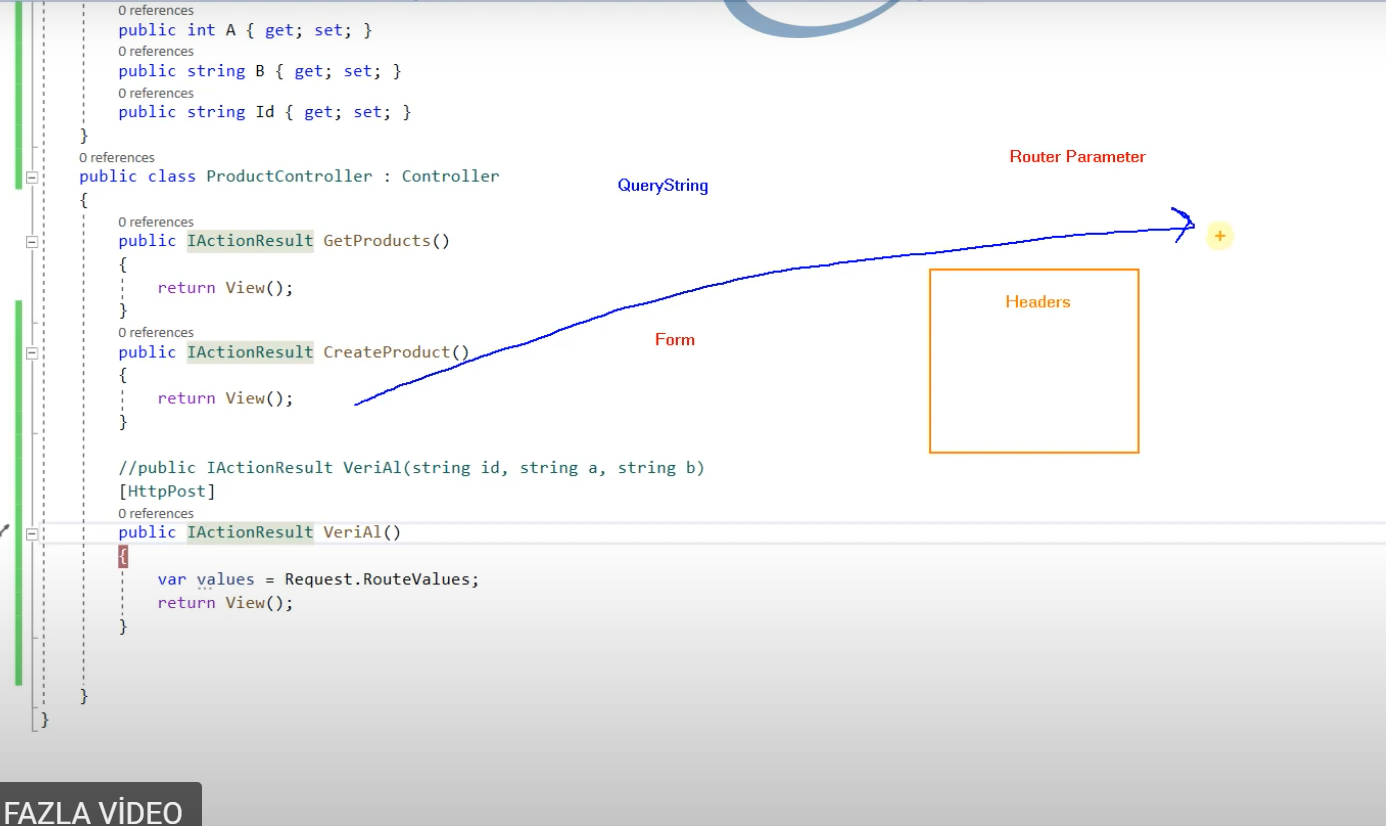 0 references
public int A { get; set; }
0 references
public string B { get; set; }
0 references
public string Id { get; set; }
}
0 references
public class ProductController : Controller
{
0 references
public IActionResult GetProducts()
{
return View();
}
0 references
public IActionResult CreateProduct()
{
return View();
}
//public IActionResult VeriAl(string id, string a, string b)
[HttpPost]
0 references
public IActionResult VeriAl()
{
var values = Request.RouteValues;
return View();
}
}
}
QueryString
Router Parameter
Form
Headers
FAZLA VİDEO